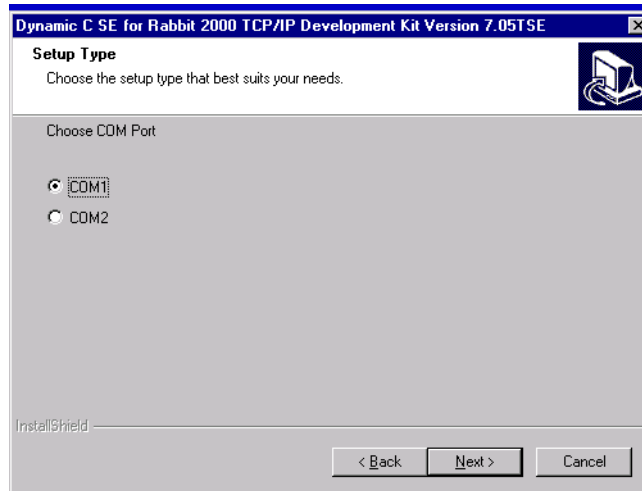 Dynamic C SE for Rabbit 2000 TCP/IP Development Kit Version 7.05TSE
Setup Type
Choose the setup type that best suits your needs.
Choose COM Port
COM1
COM2
InstallShield
< Back
Next >
Cancel